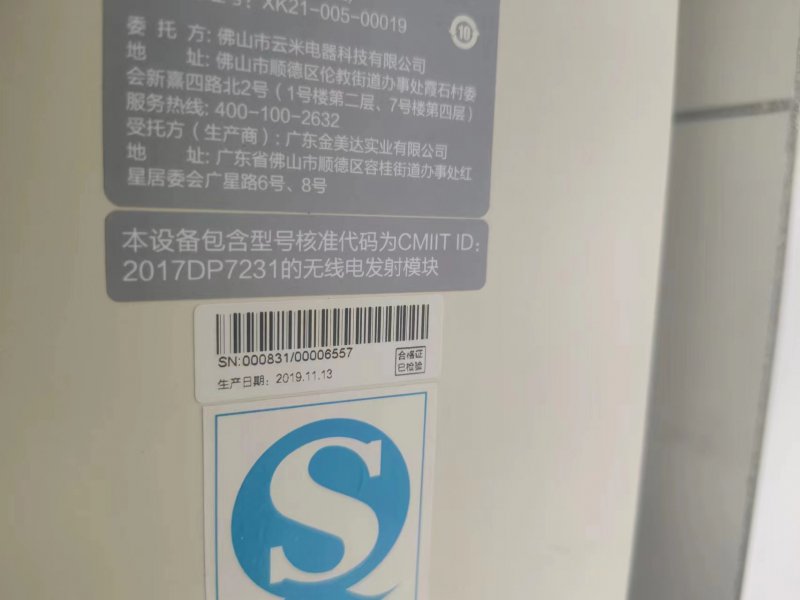 号: XK21-005-00019
10
委 托 方: 佛山市云米电器科技有限公司
地 址: 佛山市顺德区伦教街道办事处霞石村委
会新熹四路北2号（1号楼第二层、7号楼第四层）
服务热线: 400-100-2632
受托方（生产商）: 广东金美达实业有限公司
地 址: 广东省佛山市顺德区容桂街道办事处红
星居委会广星路6号、8号
本设备包含型号核准代码为CMIIT ID:
2017DP7231的无线电发射模块
SN:000831/00006557
合格证
已检验
生产日期: 2019.11.13